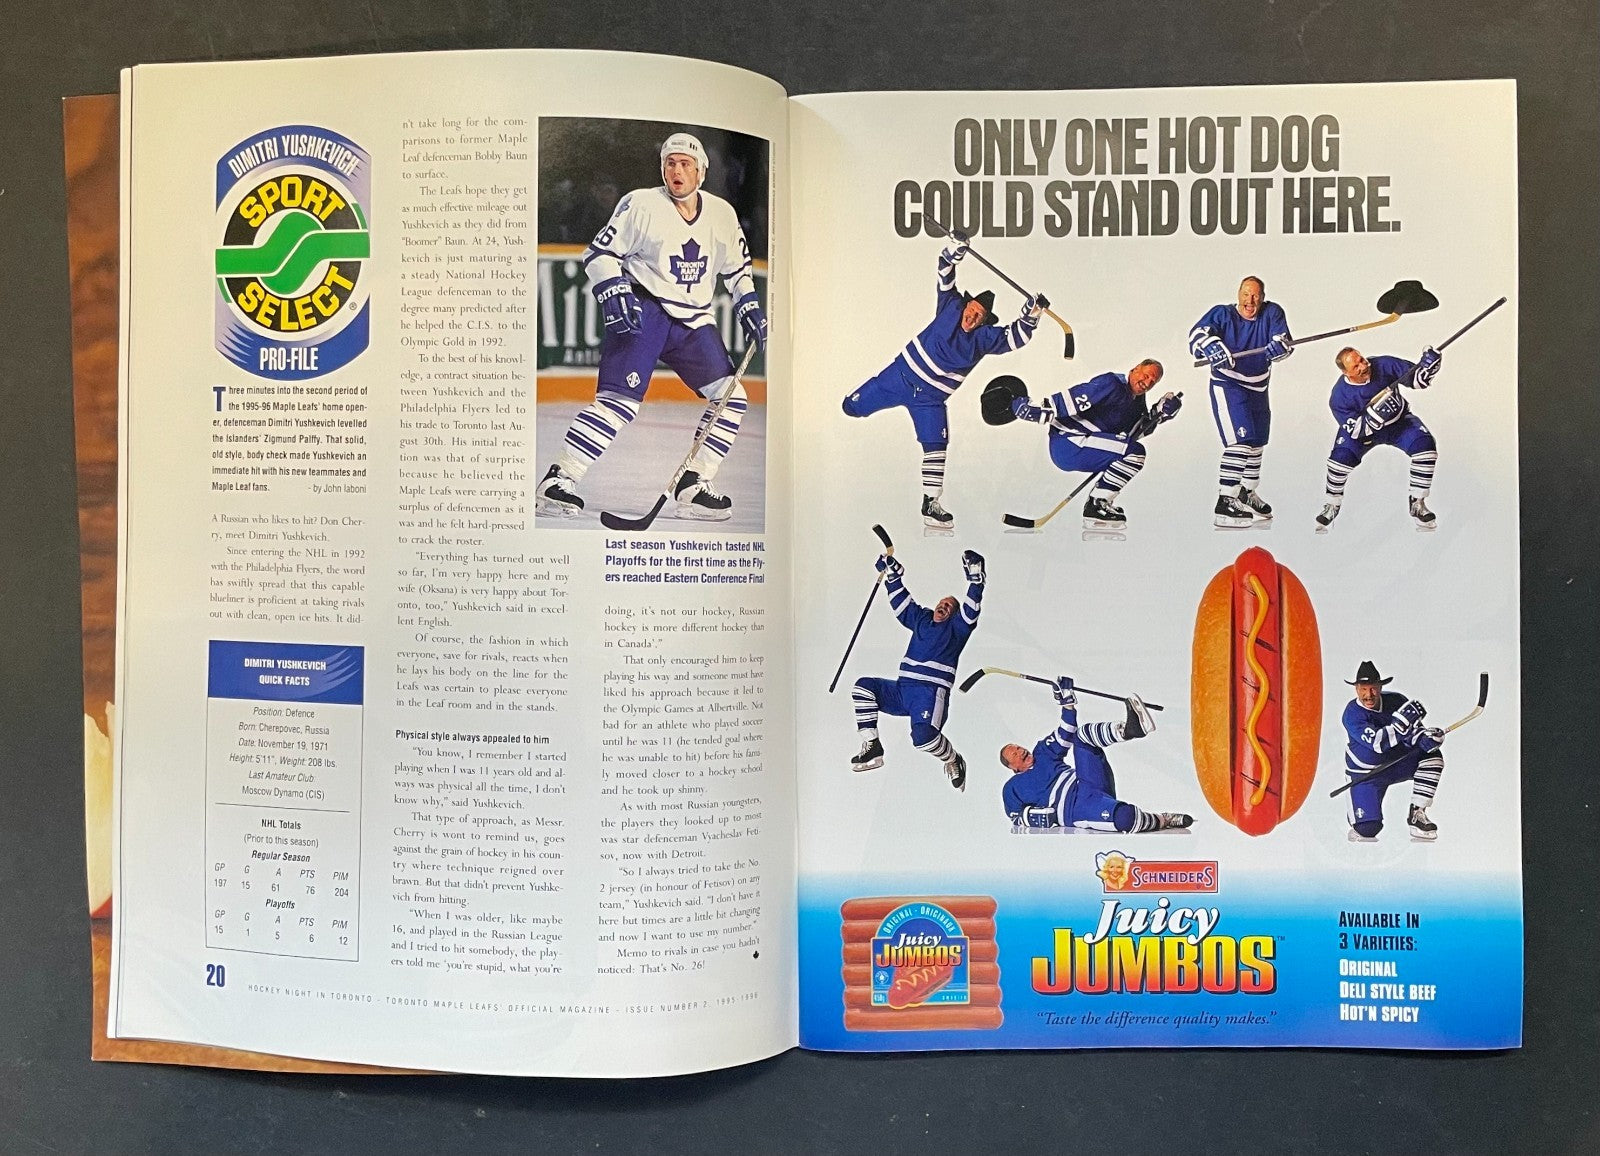 DIMITRI YUSHKEVICH
SPORT
SELECT
®
PRO-FILE
Three minutes into the second period of
the 1995-96 Maple Leafs' home open-
er, defenceman Dimitri Yushkevich levelled
the Islanders' Zigmund Palffy. That solid,
old style, body check made Yushkevich an
immediate hit with his new teammates and
Maple Leaf fans. - by John Iaboni
A Russian who likes to hit? Don Cher-
ry, meet Dimitri Yushkevich.
Since entering the NHL in 1992
with the Philadelphia Flyers, the word
has swiftly spread that this capable
blueliner is proficient at taking rivals
out with clean, open ice hits. It did-
DIMITRI YUSHKEVICH
QUICK FACTS
Position: Defence
Born: Cherepovec, Russia
Date: November 19, 1971
Height: 5'11", Weight: 208 lbs.
Last Amateur Club:
Moscow Dynamo (CIS)
NHL Totals
(Prior to this season)
Regular Season
GP G A PTS PIM
197 15 61 76 204
Playoffs
GP G A PTS PIM
15 1 5 6 12
n't take long for the com-
parisons to former Maple
Leaf defenceman Bobby Baun
to surface.
The Leafs hope they get
as much effective mileage out
Yushkevich as they did from
"Boomer" Baun. At 24, Yush-
kevich is just maturing as
a steady National Hockey
League defenceman to the
degree many predicted after
he helped the C.I.S. to the
Olympic Gold in 1992.
To the best of his knowl-
edge, a contract situation be-
tween Yushkevich and the
Philadelphia Flyers led to
his trade to Toronto last Au-
gust 30th. His initial reac-
tion was that of surprise
because he believed the
Maple Leafs were carrying a
surplus of defencemen as it
was and he felt hard-pressed
to crack the roster.
"Everything has turned out well
so far, I'm very happy here and my
wife (Oksana) is very happy about Tor-
onto, too," Yushkevich said in excel-
lent English.
Of course, the fashion in which
everyone, save for rivals, reacts when
he lays his body on the line for the
Leafs was certain to please everyone
in the Leaf room and in the stands.
Physical style always appealed to him
"You know, I remember I started
playing when I was 11 years old and al-
ways was physical all the time, I don't
know why," said Yushkevich.
That type of approach, as Messr.
Cherry is wont to remind us, goes
against the grain of hockey in his coun-
try where technique reigned over
brawn. But that didn't prevent Yushke-
vich from hitting.
"When I was older, like maybe
16, and played in the Russian League
and I tried to hit somebody, the play-
ers told me 'you're stupid, what you're
26
TORONTO
MAPLE
LEAFS
ITECH
Last season Yushkevich tasted NHL
Playoffs for the first time as the Fly-
ers reached Eastern Conference Final
doing, it's not our hockey, Russian
hockey is more different hockey than
in Canada'."
That only encouraged him to keep
playing his way and someone must have
liked his approach because it led to
the Olympic Games at Albertville. Not
bad for an athlete who played soccer
until he was 11 (he tended goal where
he was unable to hit) before his fami-
ly moved closer to a hockey school
and he took up shinny.
As with most Russian youngsters,
the players they looked up to most
was star defenceman Vyacheslav Feti-
sov, now with Detroit.
"So I always tried to take the No.
2 jersey (in honour of Fetisov) on any
team," Yushkevich said. "I don't have it
here but times are a little bit changing
and now I want to use my number."
Memo to rivals in case you hadn't
noticed: That's No. 26!
20
HOCKEY NIGHT IN TORONTO - TORONTO MAPLE LEAFS' OFFICIAL MAGAZINE - ISSUE NUMBER 2, 1995-1996
ONLY ONE HOT DOG
COULD STAND OUT HERE.
23
23
23
SCHNEIDERS
Juicy
JUMBOS™
"Taste the difference quality makes."
ORIGINAL - ORIGINAUX
Juicy
JUMBOS
450g
AVAILABLE IN
3 VARIETIES:
ORIGINAL
DELI STYLE BEEF
HOT'N SPICY